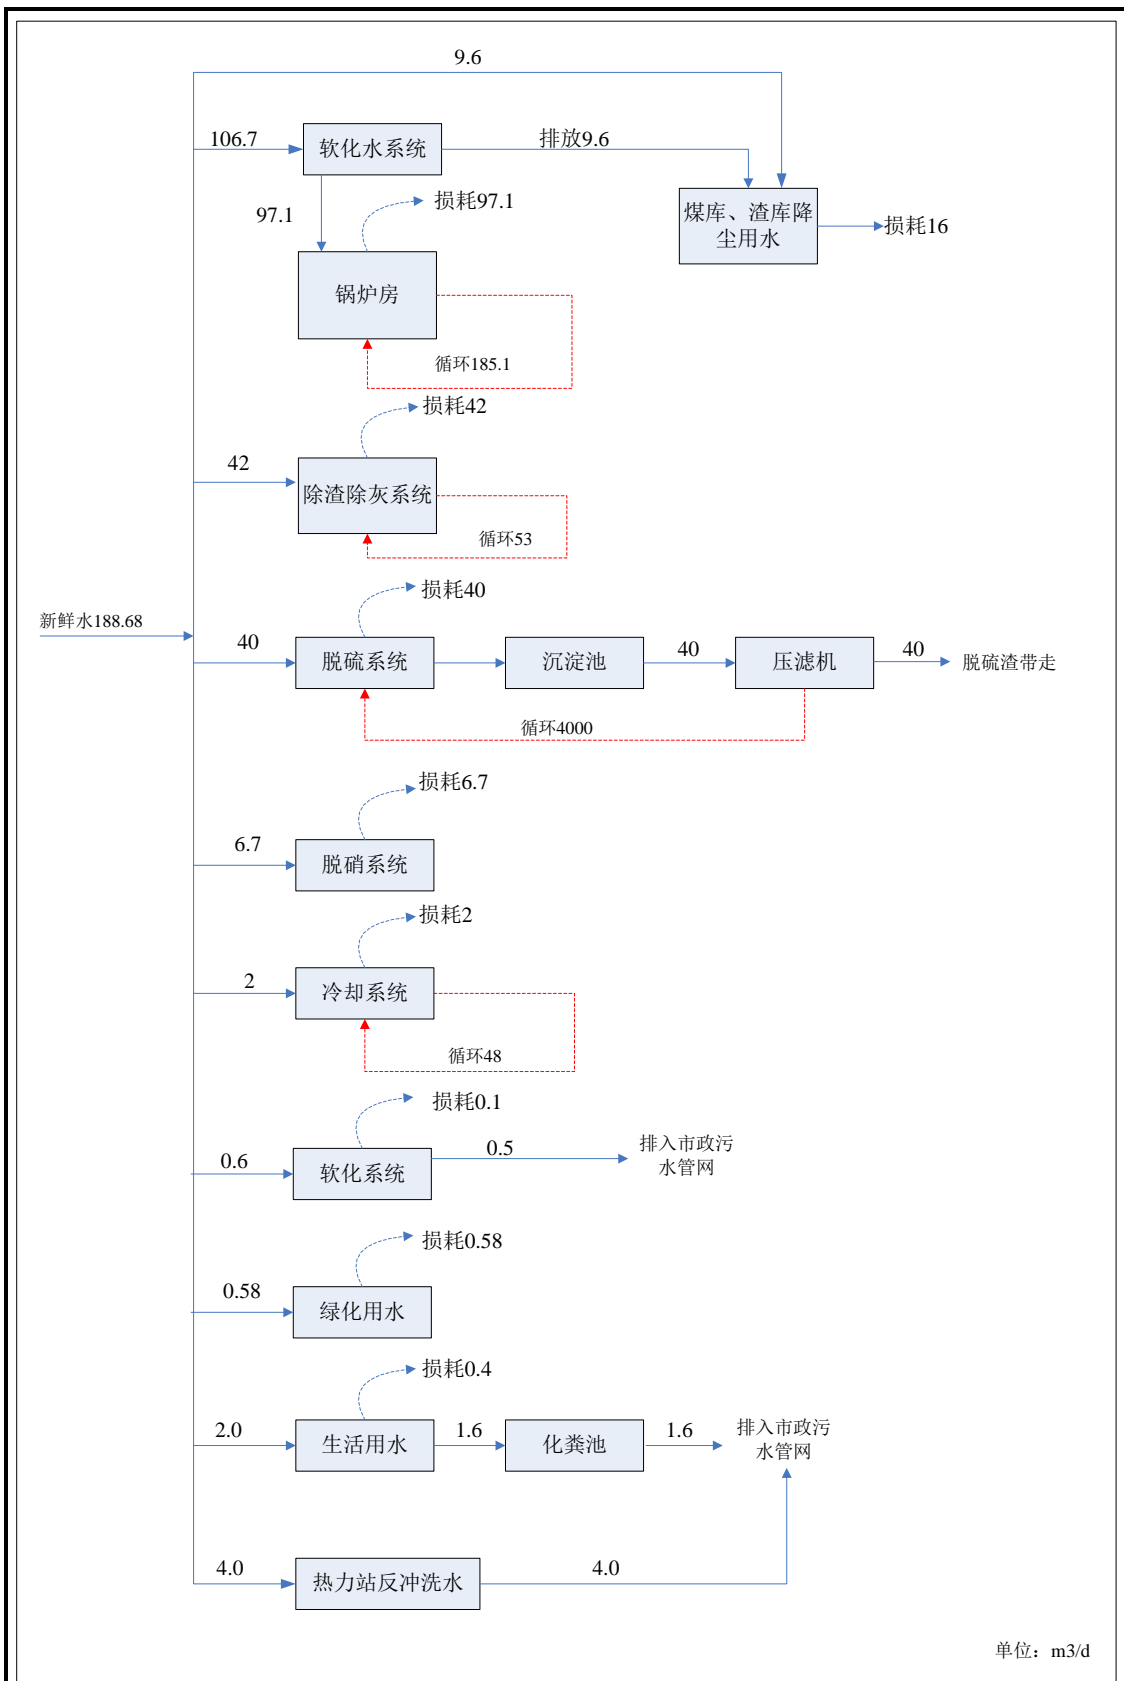 9.6
106.7
软化水系统
排放9.6
97.1
损耗97.1
煤库、渣库降
尘用水
损耗16
锅炉房
循环185.1
损耗42
42
除渣除灰系统
循环53
损耗40
新鲜水188.68
40
脱硫系统
沉淀池
40
压滤机
40
脱硫渣带走
循环4000
损耗6.7
6.7
脱硝系统
损耗2
2
冷却系统
循环48
损耗0.1
0.6
软化系统
0.5
排入市政污
水管网
损耗0.58
0.58
绿化用水
损耗0.4
2.0
生活用水
1.6
化粪池
1.6
排入市政污
水管网
4.0
热力站反冲洗水
4.0
单位：m3/d